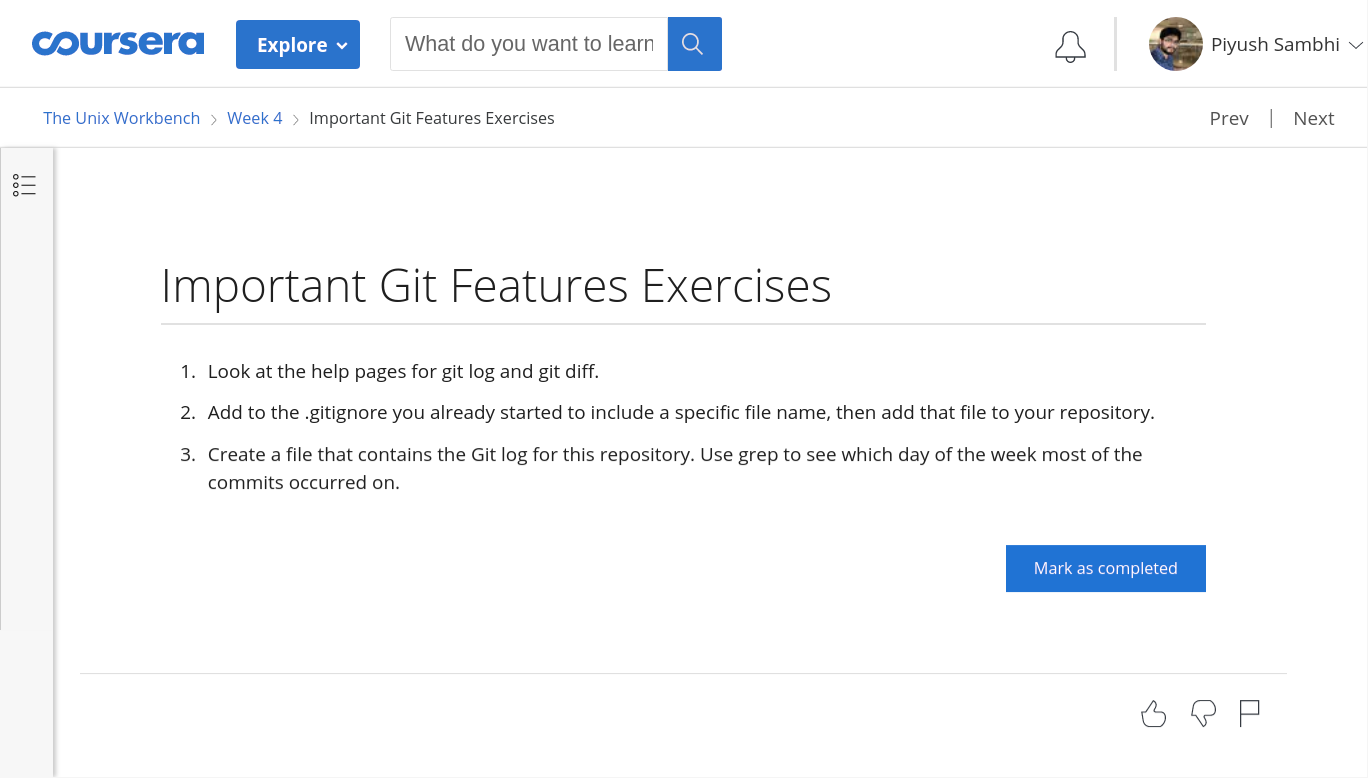 coursera Explore What do you want to learn Piyush Sambhi
The Unix Workbench Week 4 Important Git Features Exercises Prev Next
Important Git Features Exercises
1. Look at the help pages for git log and git diff.
2. Add to the .gitignore you already started to include a specific file name, then add that file to your repository.
3. Create a file that contains the Git log for this repository. Use grep to see which day of the week most of the
commits occurred on.
Mark as completed